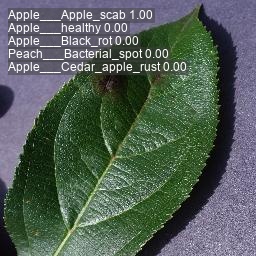 Apple___Apple_scab 1.00
Apple___healthy 0.00
Apple___Black_rot 0.00
Peach___Bacterial_spot 0.00
Apple___Cedar_apple_rust 0.00